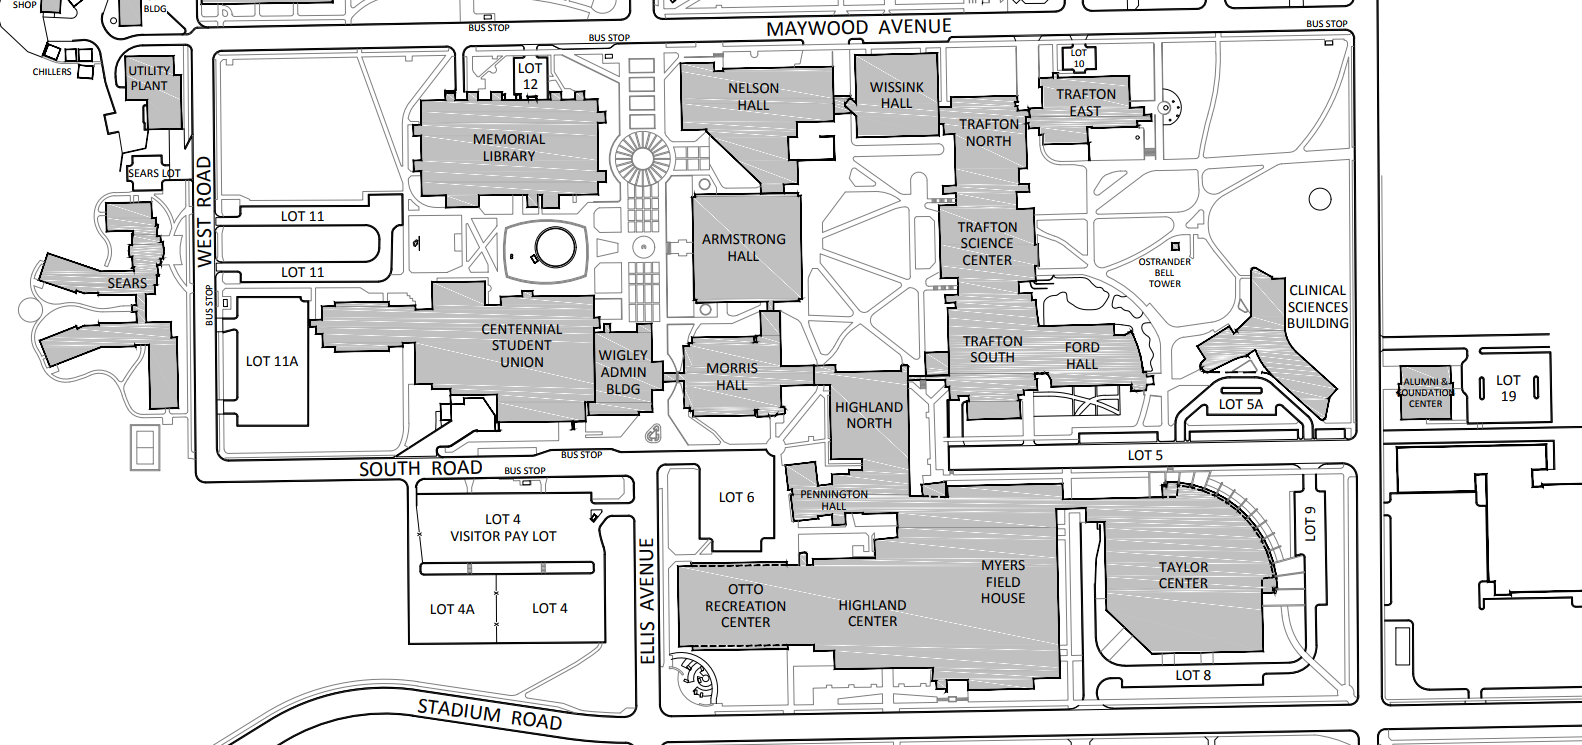 SHOP
BLDG
BUS STOP
MAYWOOD AVENUE
BUS STOP
BUS STOP
CHILLERS
UTILITY
PLANT
LOT
12
LOT
10
NELSON
HALL
WISSINK
HALL
TRAFTON
EAST
MEMORIAL
LIBRARY
TRAFTON
NORTH
SEARS LOT
WEST ROAD
LOT 11
LOT 11
ARMSTRONG
HALL
TRAFTON
SCIENCE
CENTER
OSTRANDER
BELL
TOWER
SEARS
BUS STOP
CLINICAL
SCIENCES
BUILDING
LOT 11A
CENTENNIAL
STUDENT
UNION
WIGLEY
ADMIN
BLDG
MORRIS
HALL
TRAFTON
SOUTH
FORD
HALL
HIGHLAND
NORTH
LOT 5A
ALUMNI &
FOUNDATION
CENTER
LOT
19
SOUTH ROAD
BUS STOP
BUS STOP
LOT 5
LOT 6
PENNINGTON
HALL
LOT 4
VISITOR PAY LOT
LOT 9
ELLIS AVENUE
LOT 4A
LOT 4
OTTO
RECREATION
CENTER
HIGHLAND
CENTER
MYERS
FIELD
HOUSE
TAYLOR
CENTER
LOT 8
STADIUM ROAD